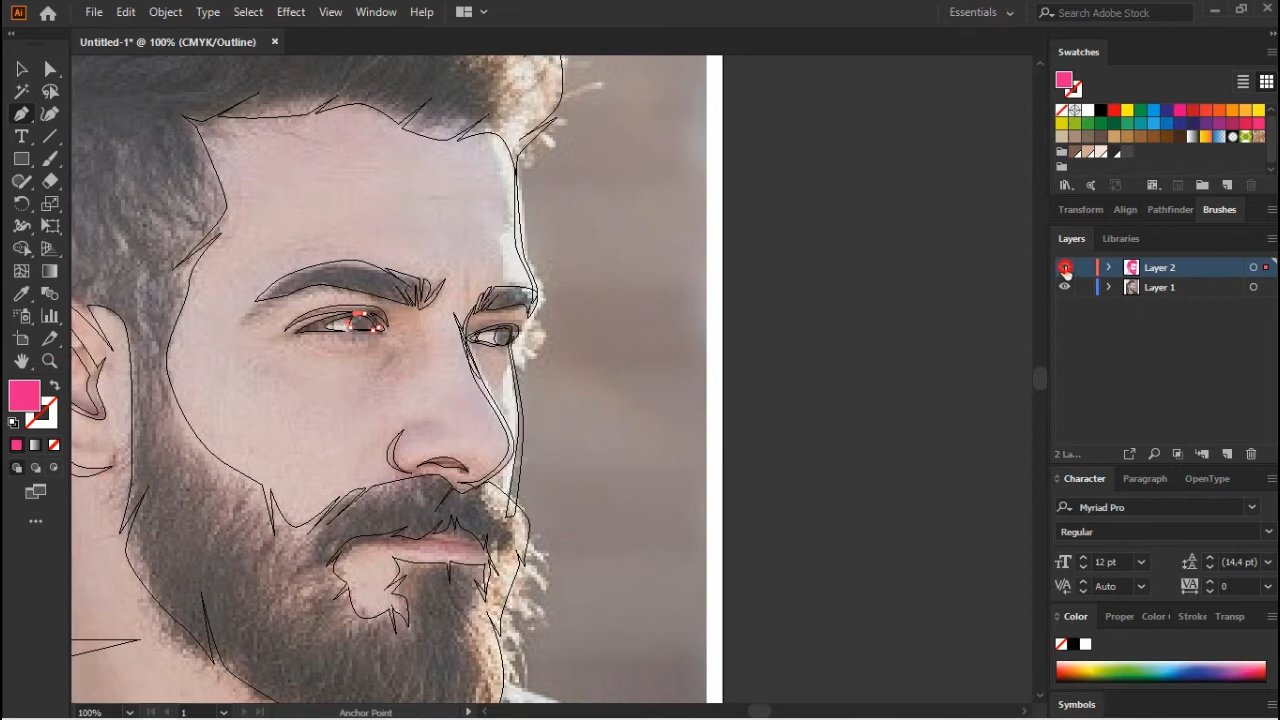 Ai File Edit Object Type Select Effect View Window Help Essentials Search Adobe Stock
Untitled-1* @ 100% (CMYK/Outline) ×
Swatches
Transform Align Pathfinder Brushes
Layers Libraries
Layer 2
Layer 1
2 La...
Character Paragraph OpenType
Myriad Pro
Regular
12 pt (14,4 pt)
Auto 0
Color Proper Color Stroke Transp
Symbols
100% 1 Anchor Point